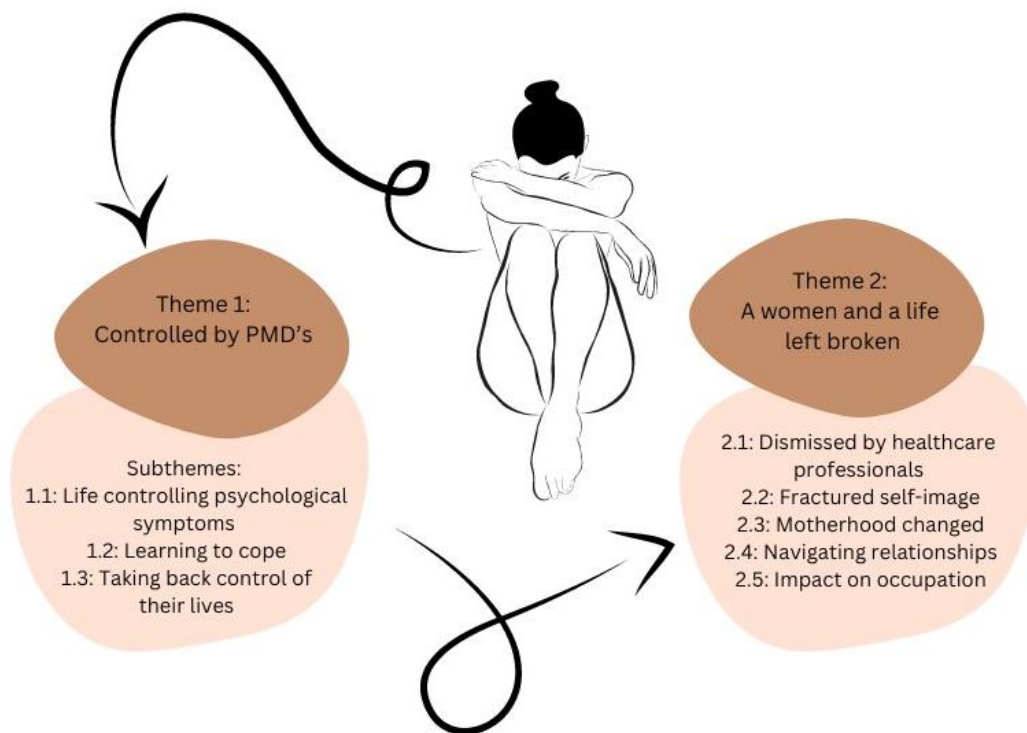 Theme 1:
Controlled by PMD’s
Subthemes:
1.1: Life controlling psychological
symptoms
1.2: Learning to cope
1.3: Taking back control of
their lives
Theme 2:
A women and a life
left broken
2.1: Dismissed by healthcare
professionals
2.2: Fractured self-image
2.3: Motherhood changed
2.4: Navigating relationships
2.5: Impact on occupation